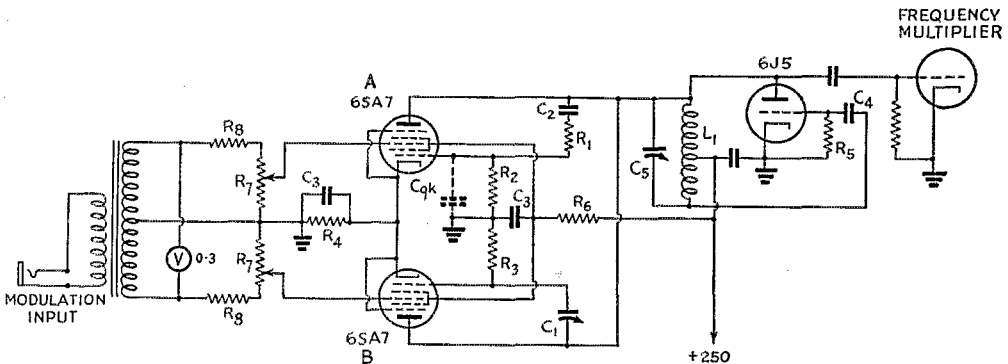 FREQUENCY
MULTIPLIER
6J5
A
6SA7
C2
R1
C5
L1
C4
R5
R8
R7
C3
R4
Cgk
R2
C3
R6
R3
V
0·3
R7
R8
MODULATION
INPUT
6SA7
B
C1
+250